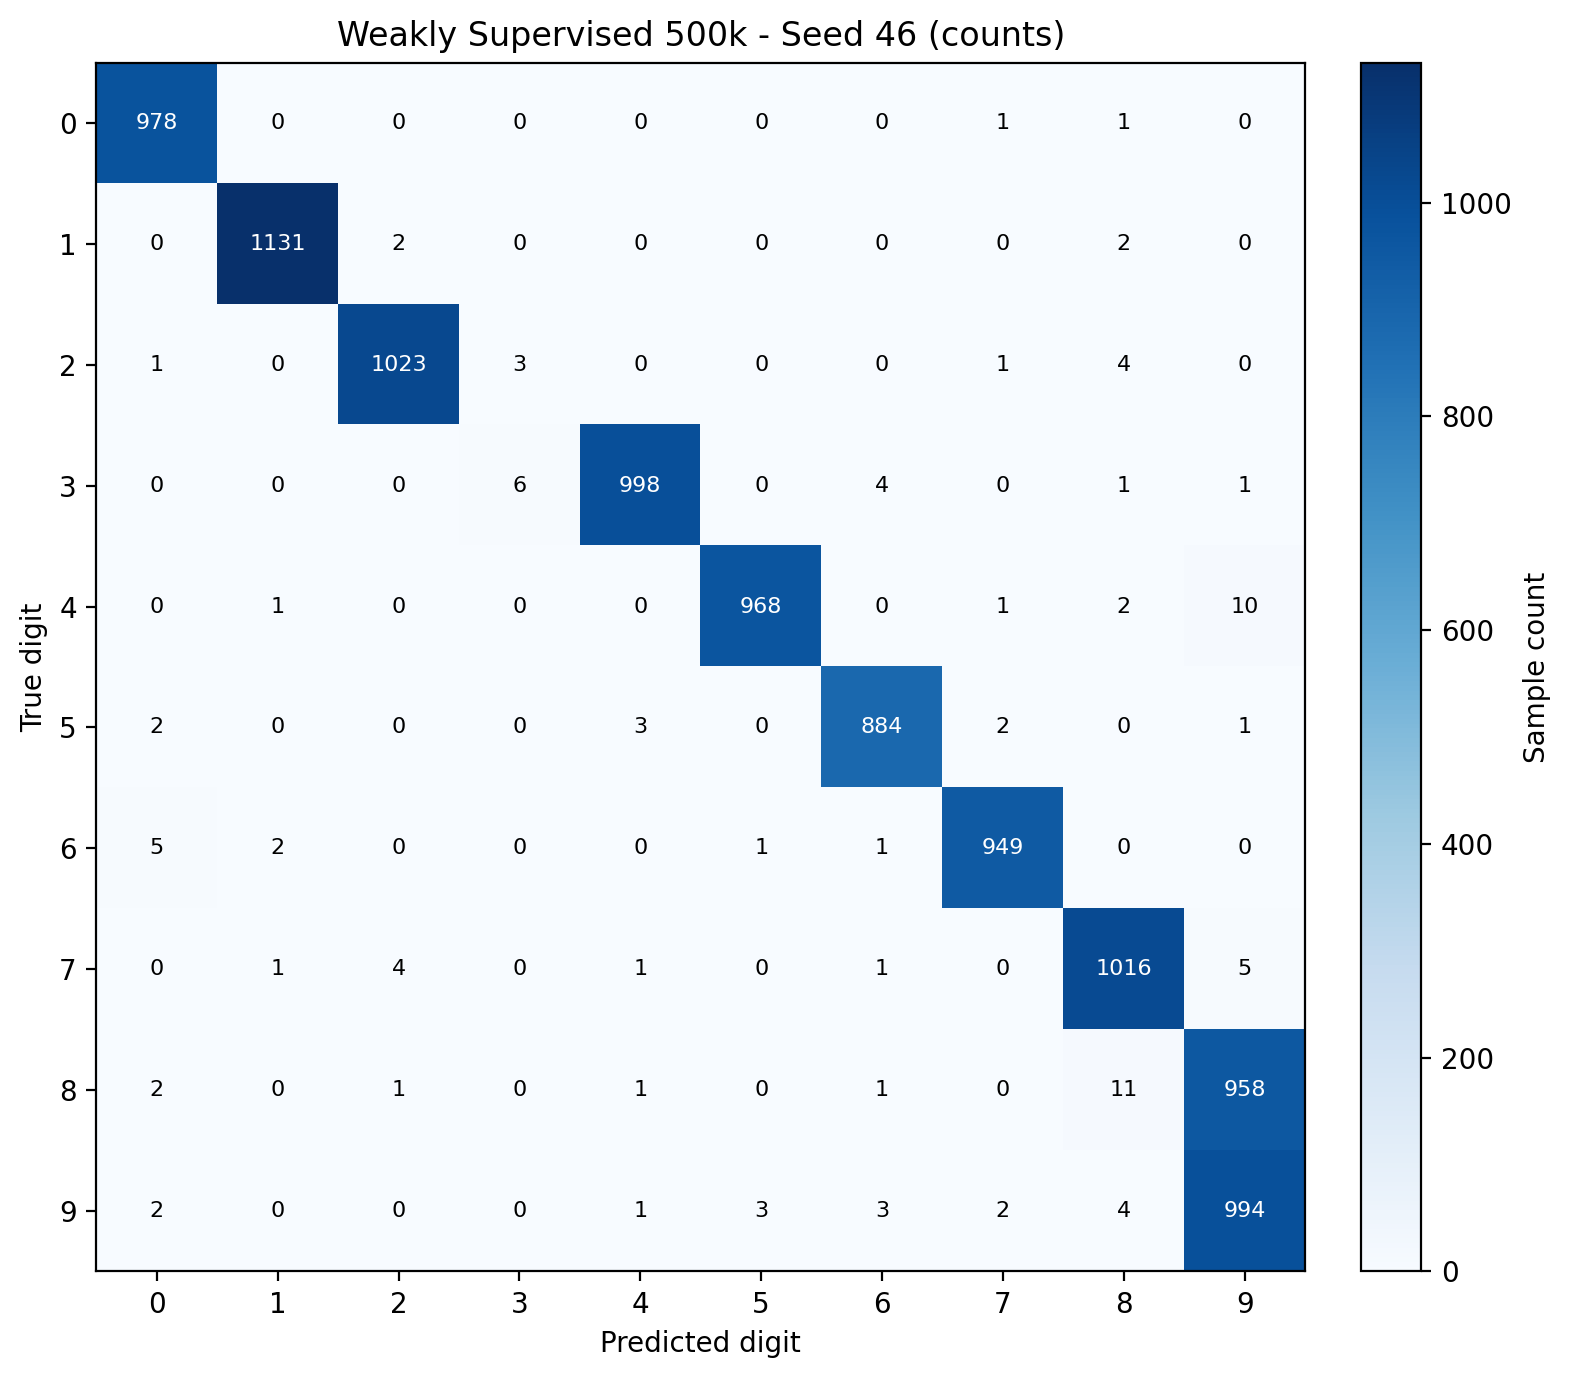 Weakly Supervised 500k - Seed 46 (counts)
0 978 0 0 0 0 0 0 1 1 0
1 0 1131 2 0 0 0 0 0 2 0
2 1 0 1023 3 0 0 0 1 4 0
3 0 0 0 6 998 0 4 0 1 1
4 0 1 0 0 0 968 0 1 2 10
5 2 0 0 0 3 0 884 2 0 1
6 5 2 0 0 0 1 1 949 0 0
7 0 1 4 0 1 0 1 0 1016 5
8 2 0 1 0 1 0 1 0 11 958
9 2 0 0 0 1 3 3 2 4 994
0 1 2 3 4 5 6 7 8 9
Predicted digit
True digit
1000
800
600
400
200
0
Sample count